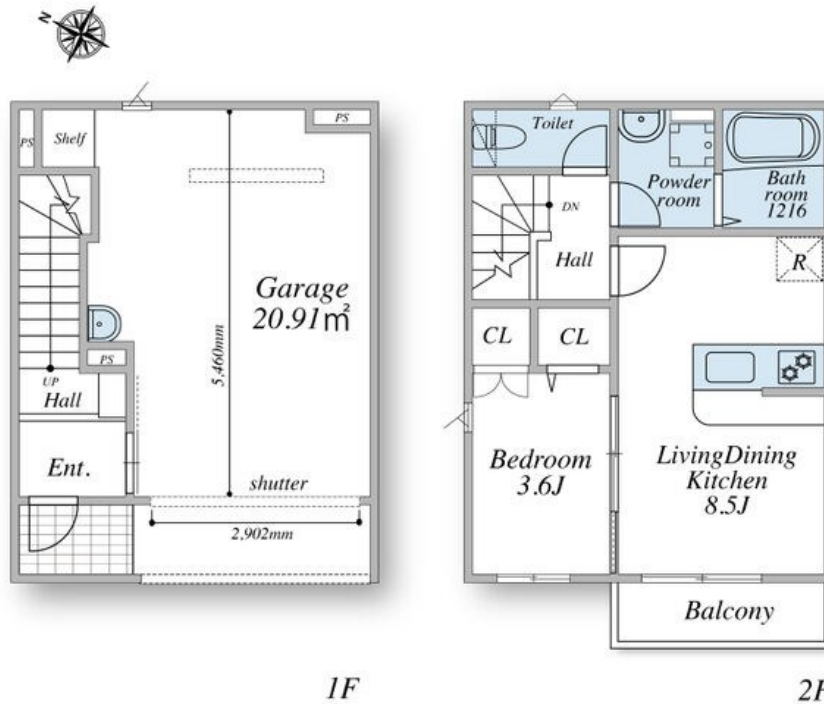 N
PS
Shelf
PS
Garage
20.91㎡
5,460mm
PS
UP
Hall
Ent.
shutter
2,902mm
1F
Toilet
Powder
room
Bath
room
1216
DN
Hall
R
CL
CL
Bedroom
3.6J
LivingDining
Kitchen
8.5J
Balcony
2F